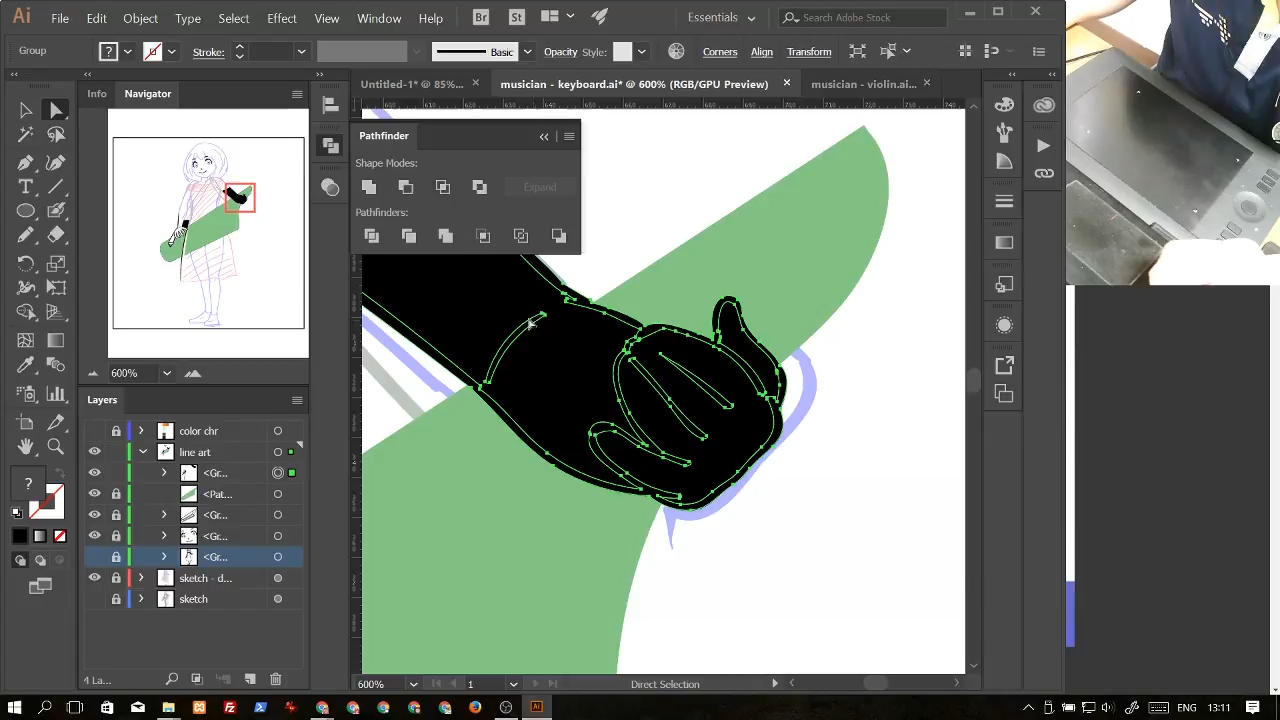 Ai File Edit Object Type Select View Window Help Br St Essentials Search Adobe Stock
Group ? Stroke: Basic Opacity Style: Corners Align Transform
Info Navigator
Untitled-1* @ 85%... × musician - keyboard.ai* @ 600% (RGB/GPU Preview) × musician - violin.ai... ×
Pathfinder
Shape Modes:
Expand
Pathfinders:
600%
Layers
color chr
line art
<Gr...
<Pat...
<Gr...
<Gr...
<Gr...
sketch - d...
sketch
?
4 La...
600% 1 Direct Selection
ENG 13:11